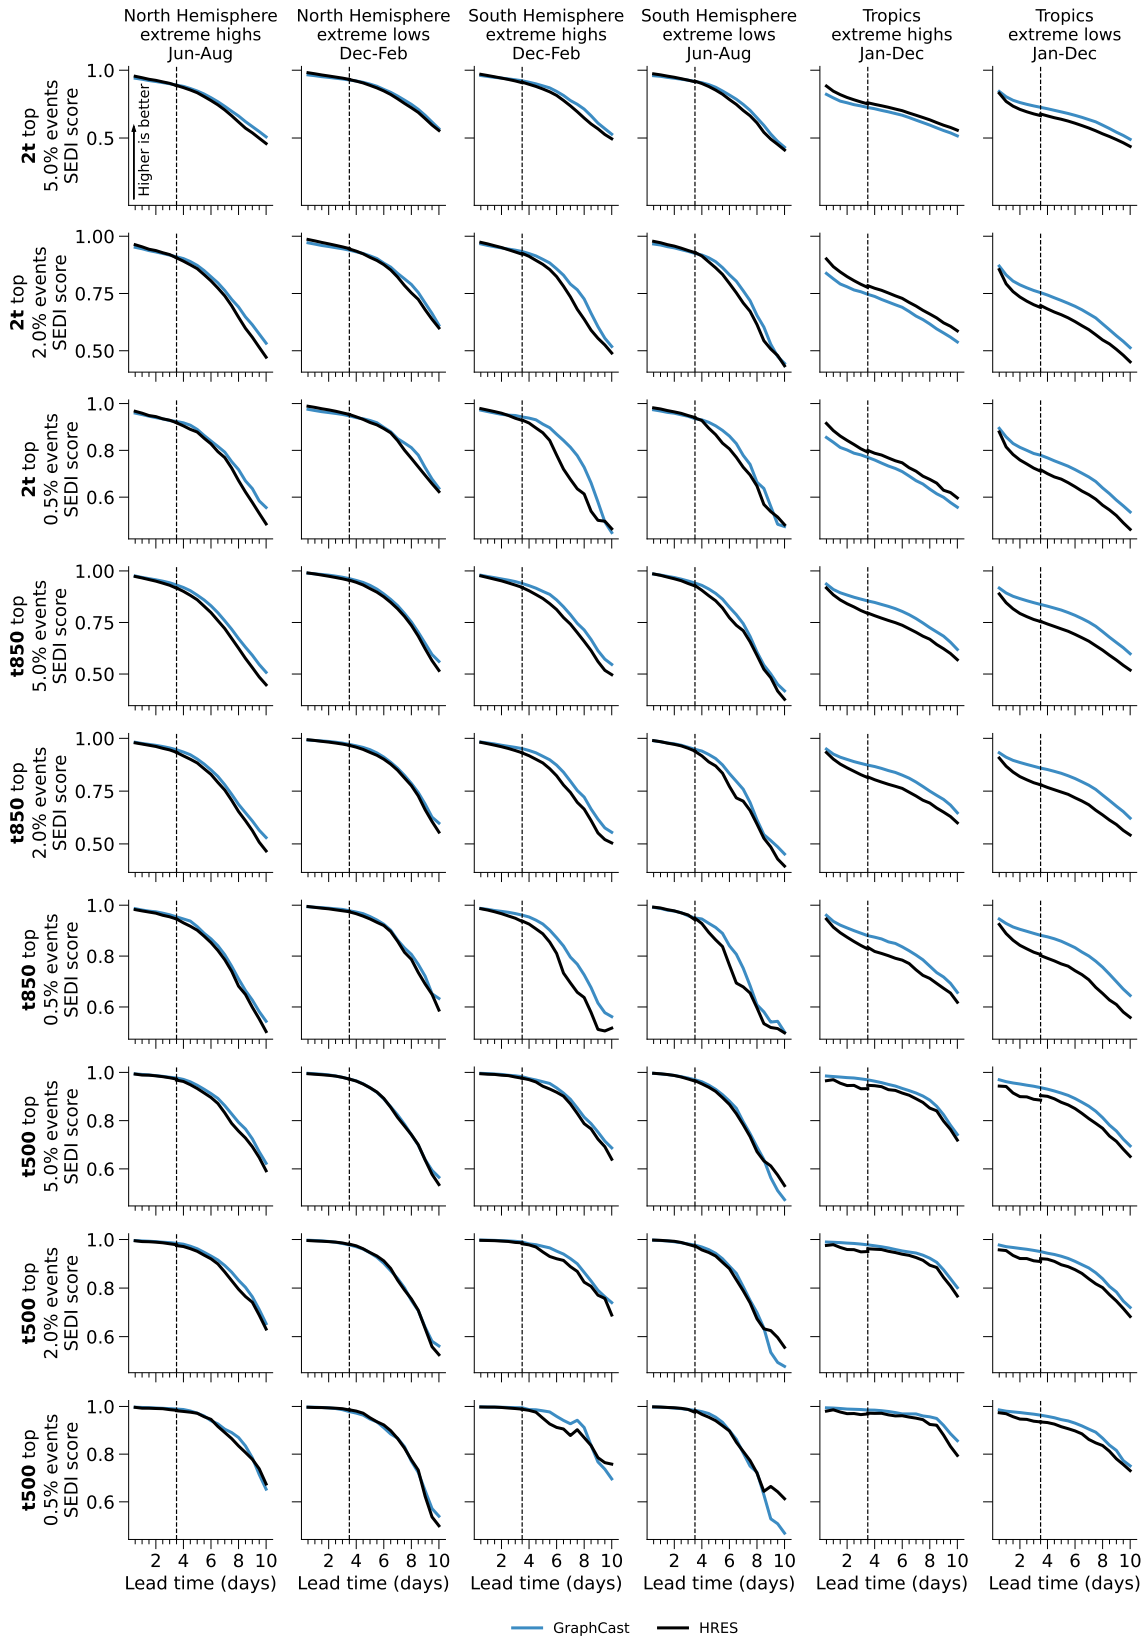 North Hemisphere
extreme highs
Jun-Aug
North Hemisphere
extreme lows
Dec-Feb
South Hemisphere
extreme highs
Dec-Feb
South Hemisphere
extreme lows
Jun-Aug
Tropics
extreme highs
Jan-Dec
Tropics
extreme lows
Jan-Dec
2t top
5.0% events
SEDI score
1.0
0.5
Higher is better
2t top
2.0% events
SEDI score
1.00
0.75
0.50
2t top
0.5% events
SEDI score
1.0
0.8
0.6
t850 top
5.0% events
SEDI score
1.00
0.75
0.50
t850 top
2.0% events
SEDI score
1.00
0.75
0.50
t850 top
0.5% events
SEDI score
1.0
0.8
0.6
t500 top
5.0% events
SEDI score
1.0
0.8
0.6
t500 top
2.0% events
SEDI score
1.0
0.8
0.6
t500 top
0.5% events
SEDI score
1.0
0.8
0.6
2 4 6 8 10
Lead time (days)
2 4 6 8 10
Lead time (days)
2 4 6 8 10
Lead time (days)
2 4 6 8 10
Lead time (days)
2 4 6 8 10
Lead time (days)
2 4 6 8 10
Lead time (days)
GraphCast
HRES